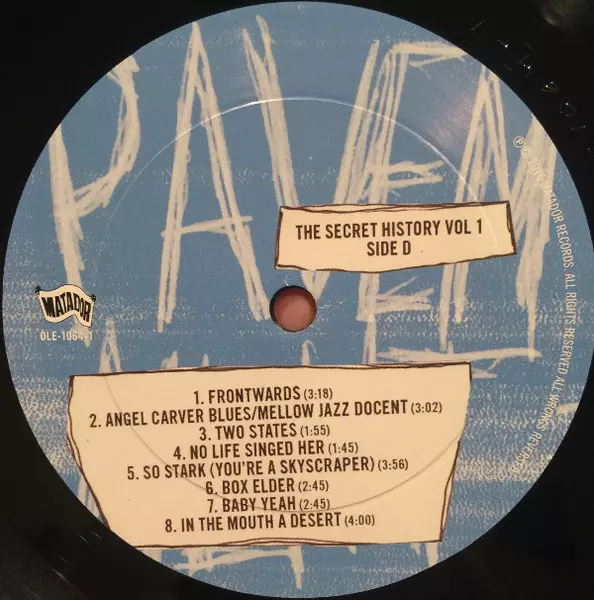 PAVEM
THE SECRET HISTORY VOL 1
SIDE D
MATADOR
OLE-1064-1
1. FRONTWARDS (3:18)
2. ANGEL CARVER BLUES/MELLOW JAZZ DOCENT (3:02)
3. TWO STATES (1:55)
4. NO LIFE SINGED HER (1:45)
5. SO STARK (YOU'RE A SKYSCRAPER) (3:56)
6. BOX ELDER (2:45)
7. BABY YEAH (2:45)
8. IN THE MOUTH A DESERT (4:00)
MATADOR RECORDS. ALL RIGHTS RESERVED ALL WRONGS